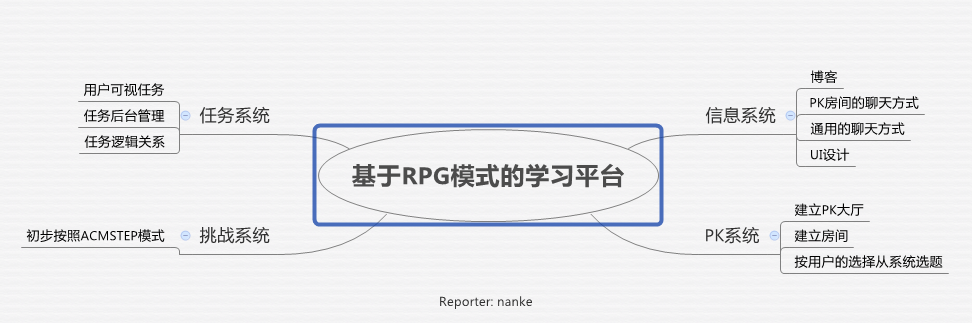 基于RPG模式的学习平台
任务系统
用户可视任务
任务后台管理
任务逻辑关系
挑战系统
初步按照ACMSTEP模式
信息系统
博客
PK房间的聊天方式
通用的聊天方式
UI设计
PK系统
建立PK大厅
建立房间
按用户的选择从系统选题
Reporter: nanke